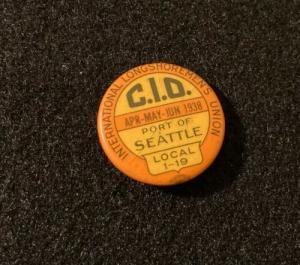 INTERNATIONAL LONGSHOREMEN'S UNION
C.I.O.
APR-MAY-JUN 1938
PORT OF
SEATTLE
LOCAL
1-19